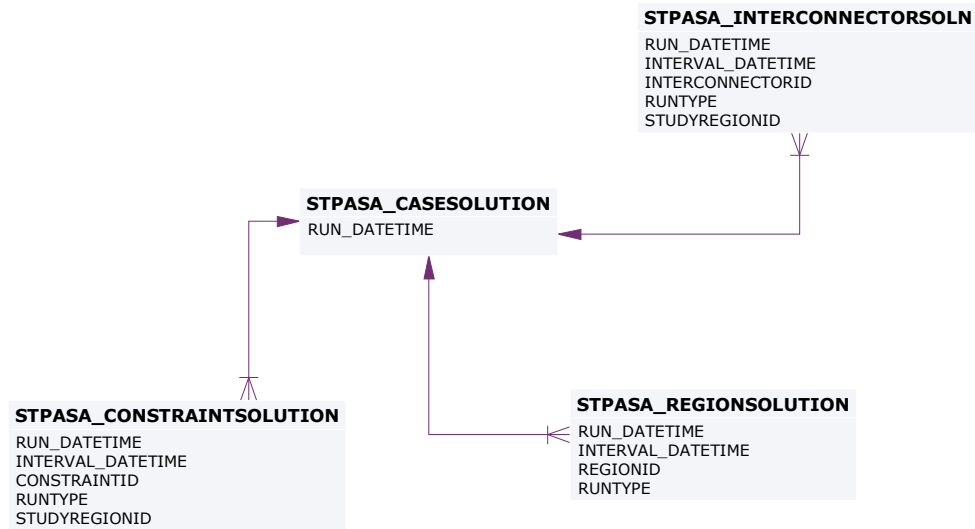 STPASA_INTERCONNECTORSOLN
RUN_DATETIME
INTERVAL_DATETIME
INTERCONNECTORID
RUNTYPE
STUDYREGIONID
STPASA_CASESOLUTION
RUN_DATETIME
STPASA_CONSTRAINTSOLUTION
RUN_DATETIME
INTERVAL_DATETIME
CONSTRAINTID
RUNTYPE
STUDYREGIONID
STPASA_REGIONSOLUTION
RUN_DATETIME
INTERVAL_DATETIME
REGIONID
RUNTYPE